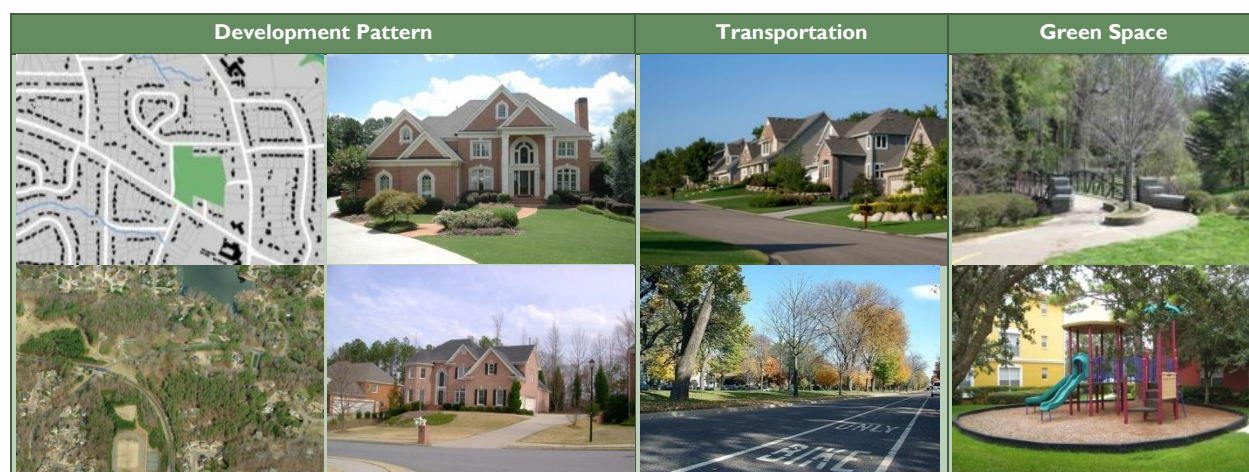 Development Pattern
Transportation
Green Space
ONLY
BIKE